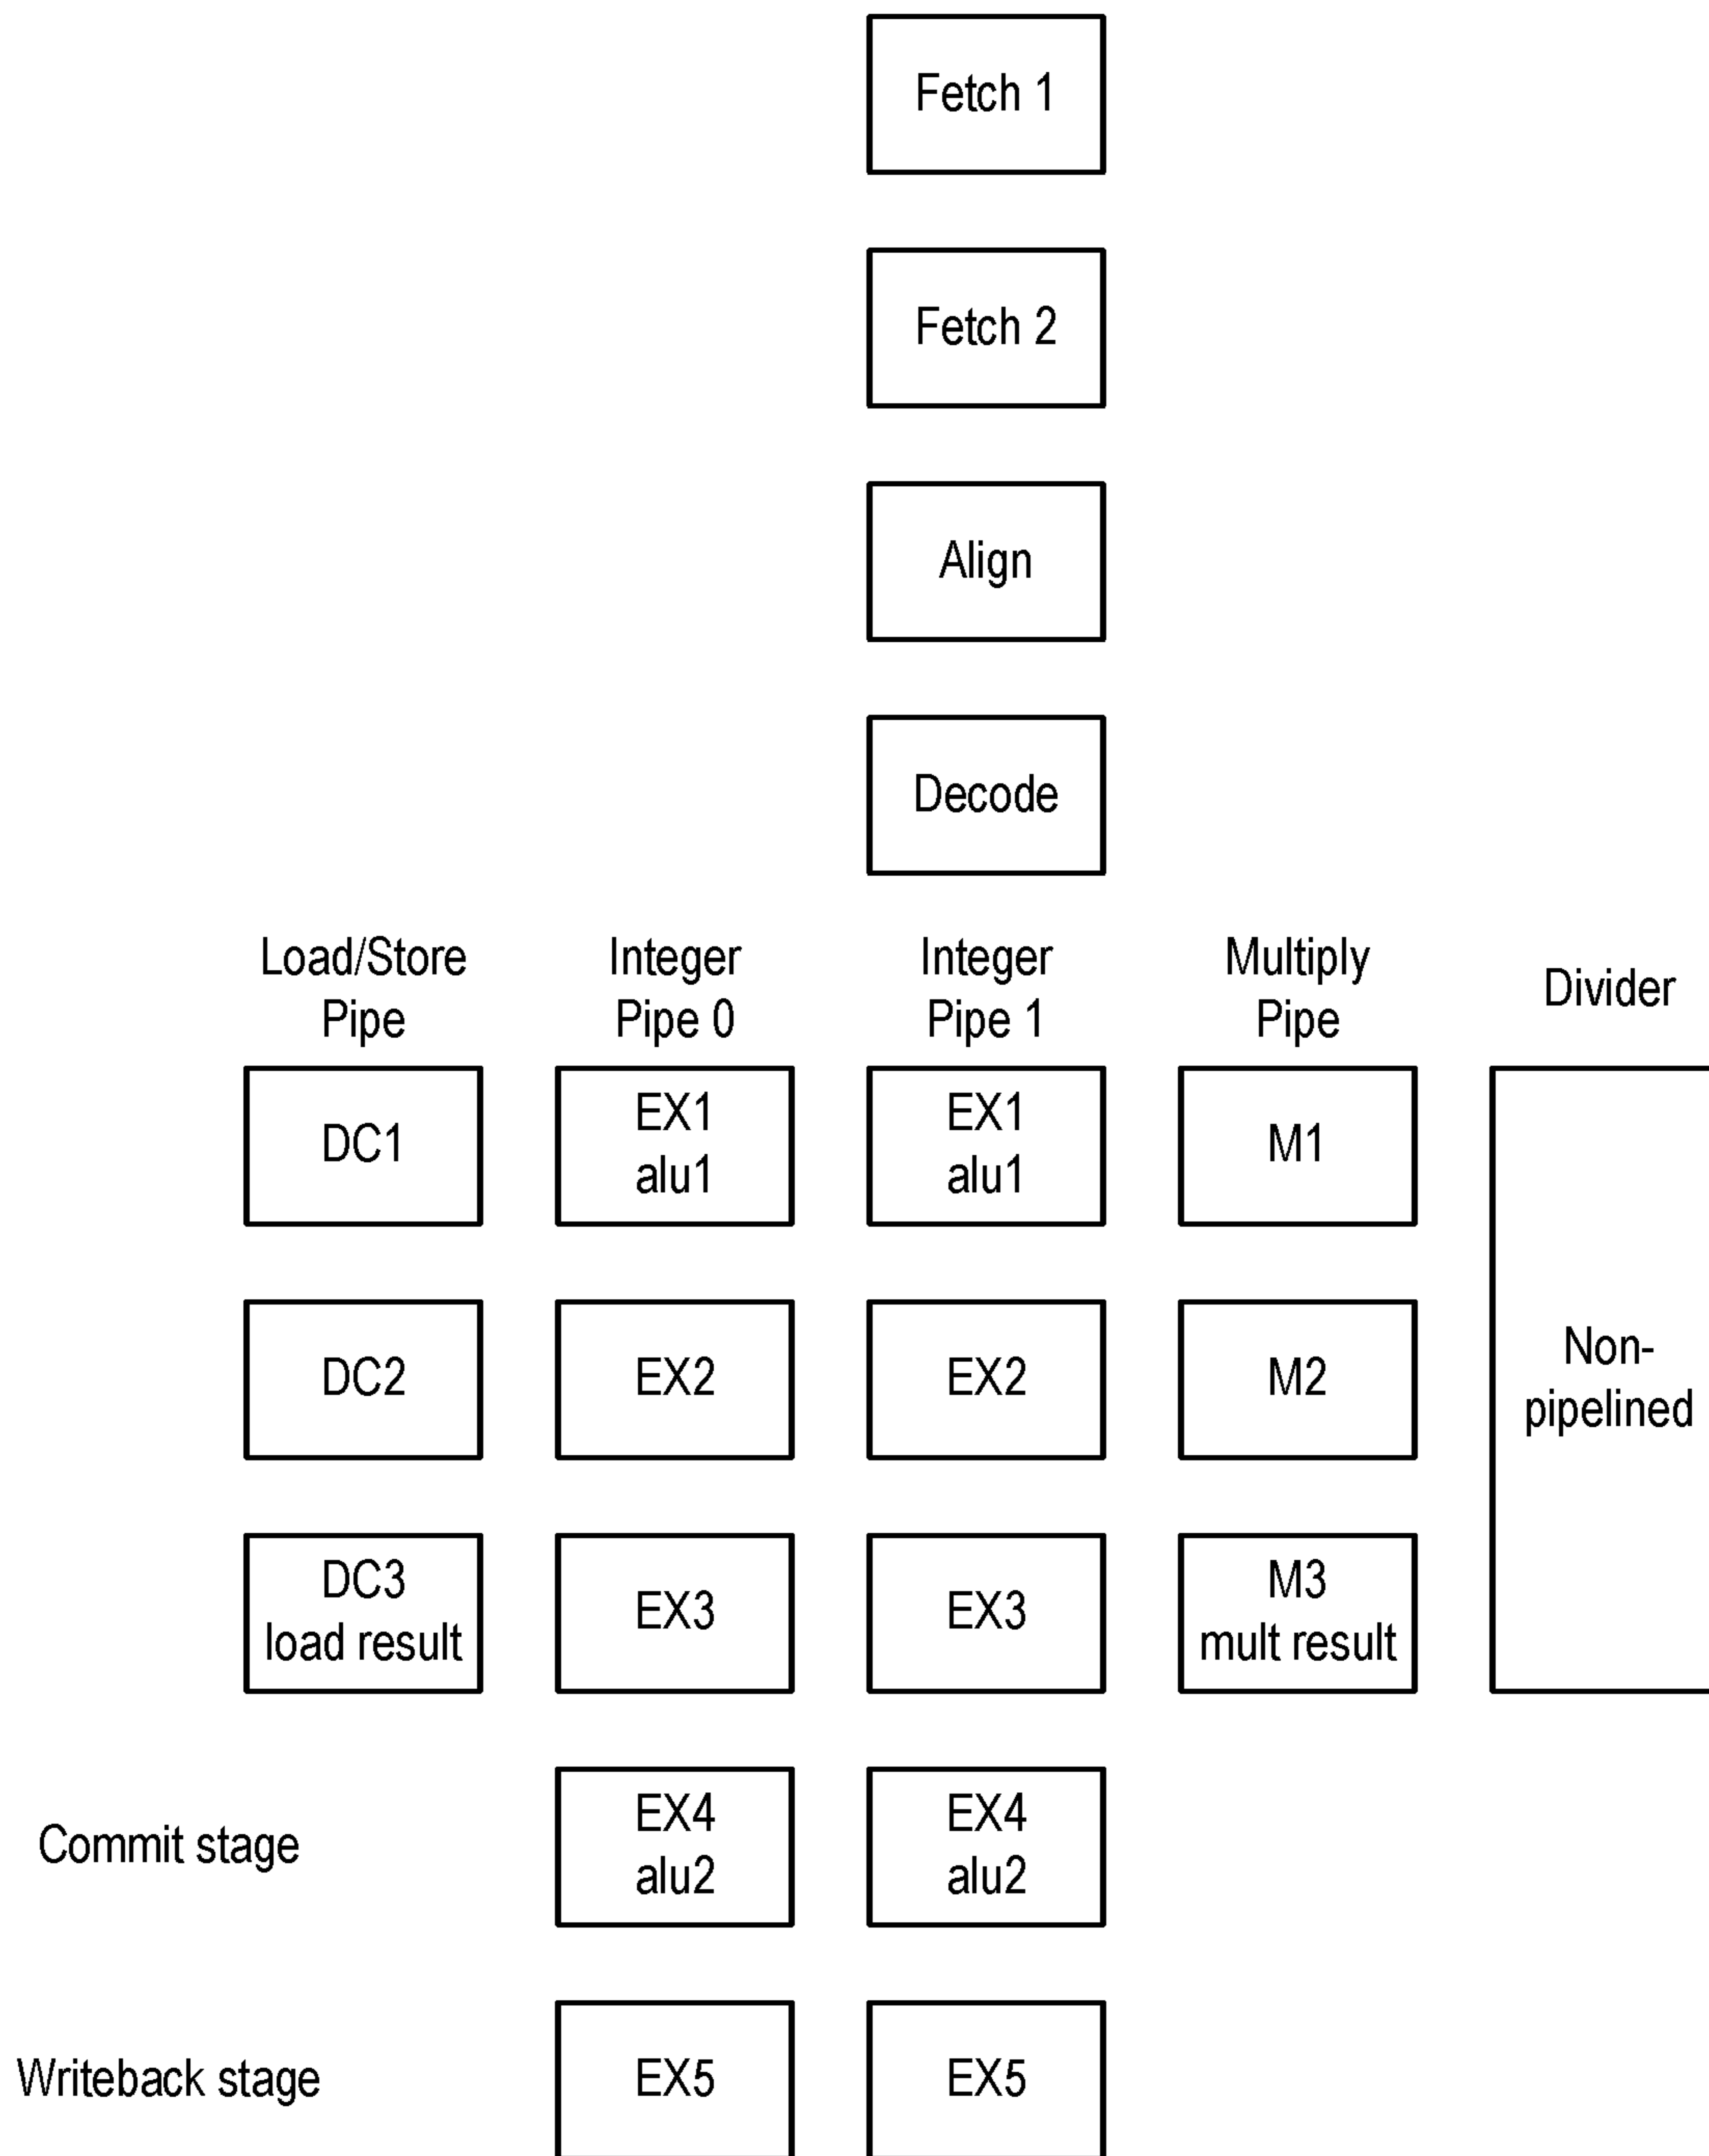 Fetch 1
Fetch 2
Align
Decode
Load/Store
Pipe
Integer
Pipe 0
Integer
Pipe 1
Multiply
Pipe
Divider
DC1
EX1
alu1
EX1
alu1
M1
DC2
EX2
EX2
M2
Non-
pipelined
DC3
load result
EX3
EX3
M3
mult result
Commit stage
EX4
alu2
EX4
alu2
Writeback stage
EX5
EX5